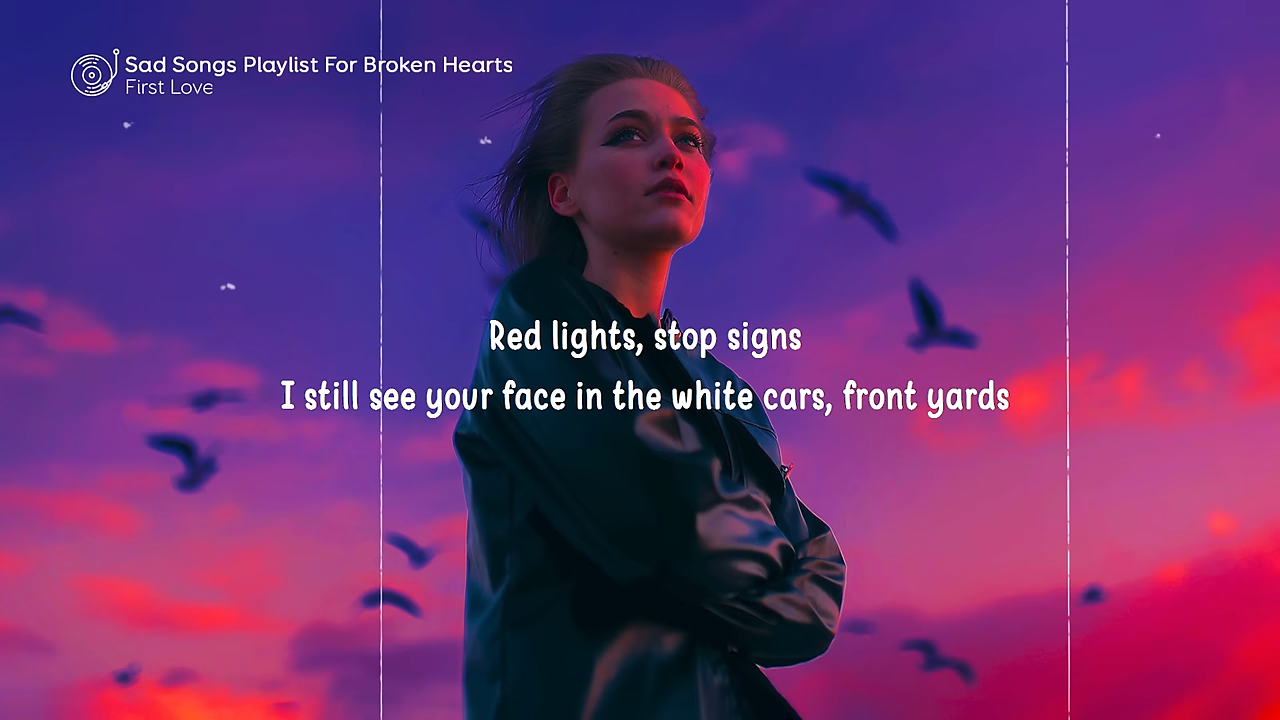 Sad Songs Playlist For Broken Hearts
First Love
Red lights, stop signs
I still see your face in the white cars, front yards